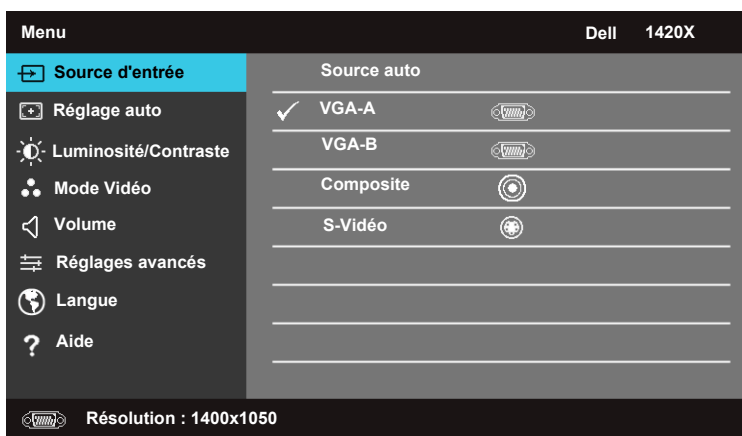 Menu Dell 1420X
Source d'entrée Source auto
Réglage auto VGA-A
Luminosité/Contraste VGA-B
Mode Vidéo Composite
Volume S-Vidéo
Réglages avancés
Langue
Aide
Résolution : 1400x1050